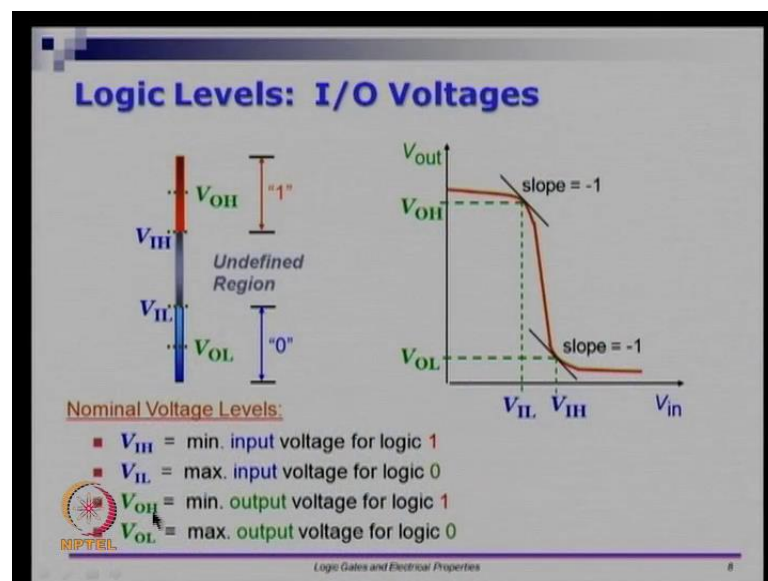 Logic Levels: I/O Voltages
VOH
"1"
VIH
Undefined
Region
VIL
VOL
"0"
Vout
slope = -1
VOH
slope = -1
VOL
VIL VIH Vin
Nominal Voltage Levels:
VIH = min. input voltage for logic 1
VIL = max. input voltage for logic 0
VOH = min. output voltage for logic 1
VOL = max. output voltage for logic 0
NPTEL
Logic Gates and Electrical Properties 8